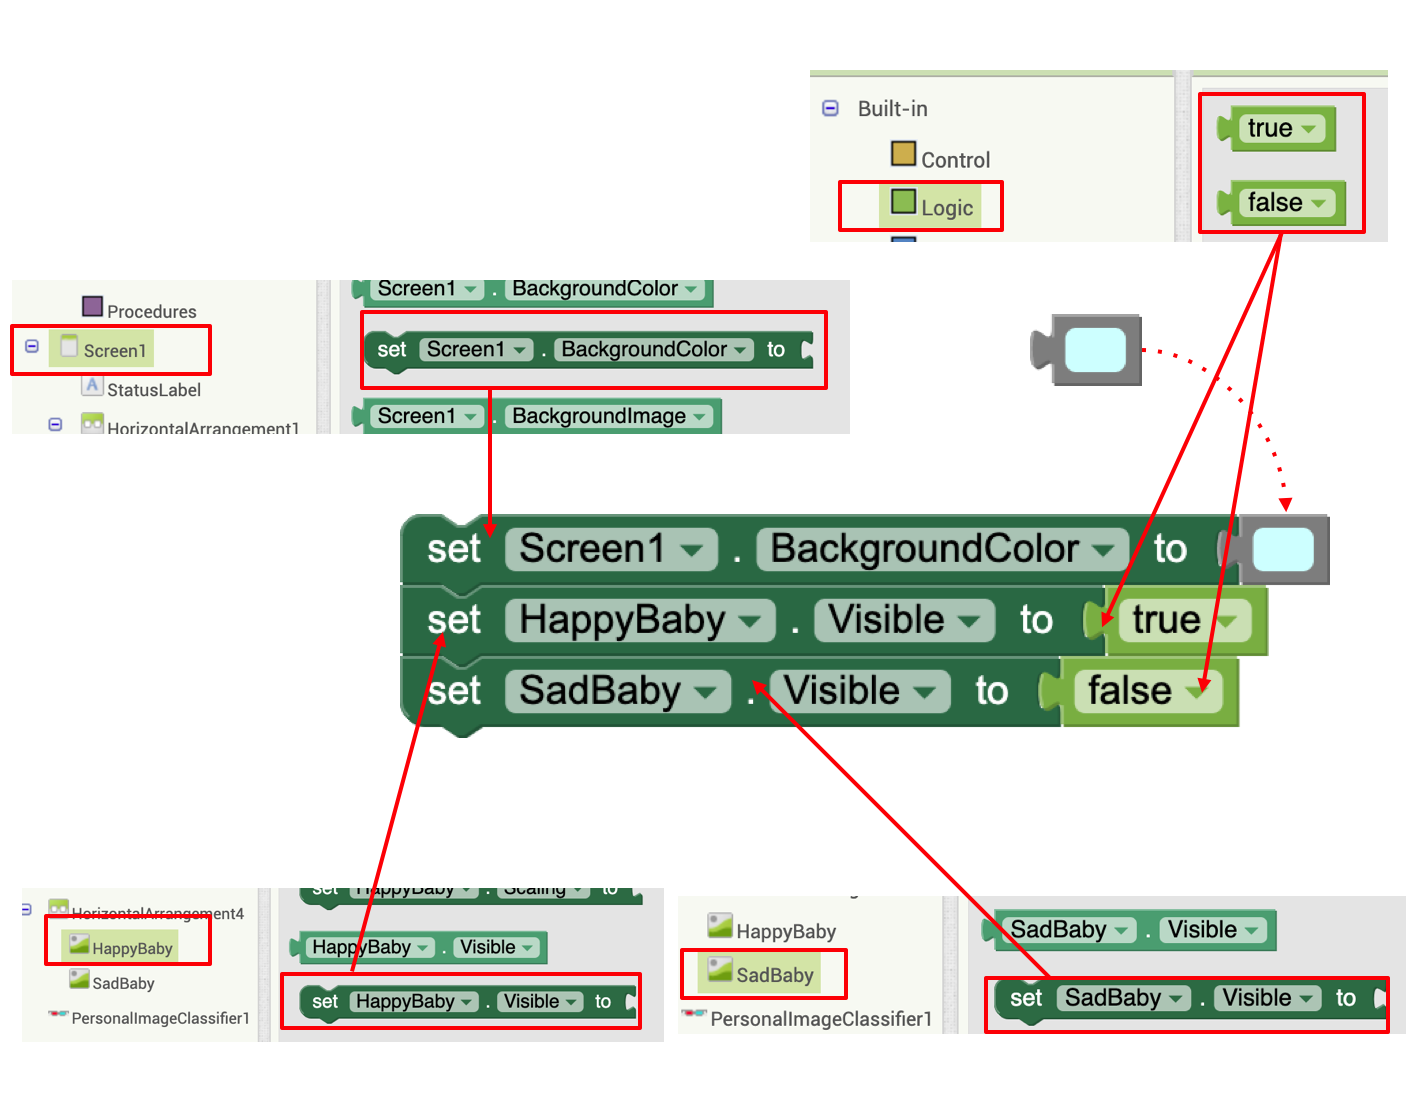 Built-in
Control
Logic
true
false
Procedures
Screen1
StatusLabel
HorizontalArrangement1
Screen1 . BackgroundColor
set Screen1 . BackgroundColor to
Screen1 . BackgroundImage
set Screen1 . BackgroundColor to
set HappyBaby . Visible to true
set SadBaby . Visible to false
HorizontalArrangement4
HappyBaby
SadBaby
PersonalImageClassifier1
set HappyBaby . Scaling to
HappyBaby . Visible
set HappyBaby . Visible to
HappyBaby
SadBaby
PersonalImageClassifier1
SadBaby . Visible
set SadBaby . Visible to